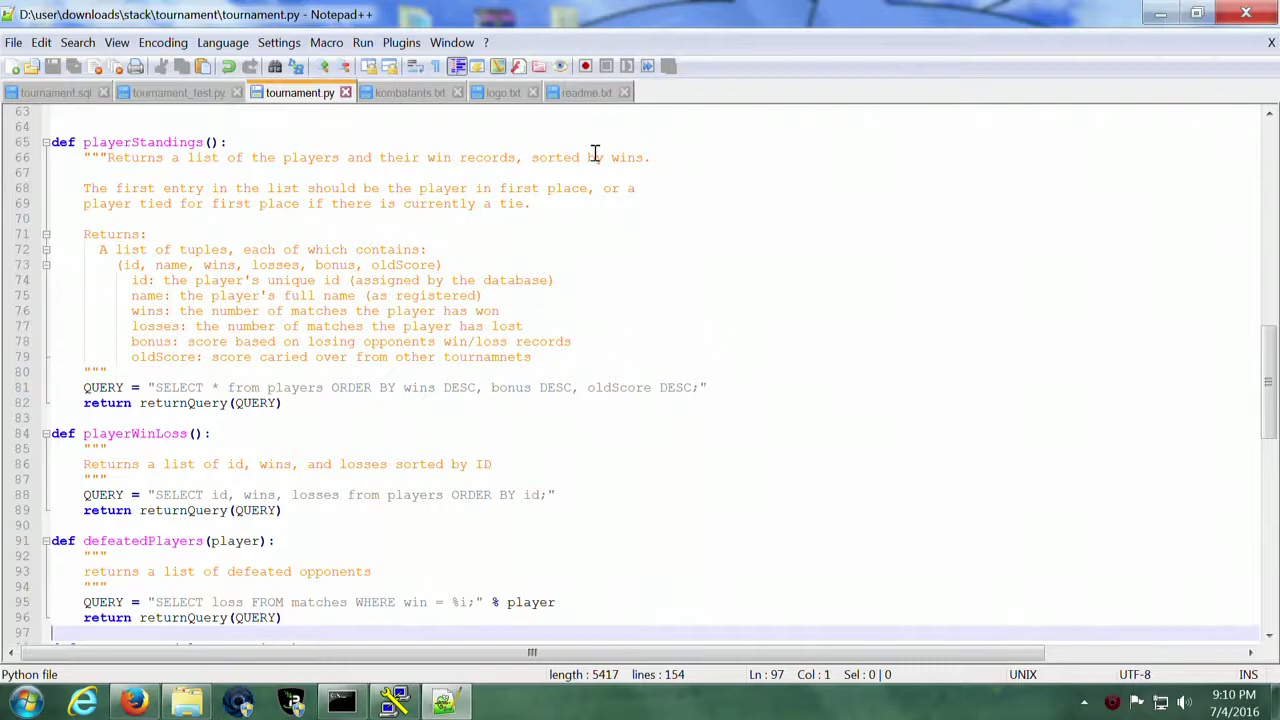 D:\user\downloads\stack\tournament\tournament.py - Notepad++
File Edit Search View Encoding Language Settings Macro Run Plugins Window ? X
tournament.sql tournament_test.py tournament.py kombatants.txt logo.txt readme.txt
63
64
65 def playerStandings():
66 """Returns a list of the players and their win records, sorted by wins.
67
68 The first entry in the list should be the player in first place, or a
69 player tied for first place if there is currently a tie.
70
71 Returns:
72 A list of tuples, each of which contains:
73 (id, name, wins, losses, bonus, oldScore)
74 id: the player's unique id (assigned by the database)
75 name: the player's full name (as registered)
76 wins: the number of matches the player has won
77 losses: the number of matches the player has lost
78 bonus: score based on losing opponents win/loss records
79 oldScore: score caried over from other tournamnets
80 """
81 QUERY = "SELECT * from players ORDER BY wins DESC, bonus DESC, oldScore DESC;"
82 return returnQuery(QUERY)
83
84 def playerWinLoss():
85 """
86 Returns a list of id, wins, and losses sorted by ID
87 """
88 QUERY = "SELECT id, wins, losses from players ORDER BY id;"
89 return returnQuery(QUERY)
90
91 def defeatedPlayers(player):
92 """
93 returns a list of defeated opponents
94 """
95 QUERY = "SELECT loss FROM matches WHERE win = %i;" % player
96 return returnQuery(QUERY)
97
Python file length : 5417 lines : 154 Ln : 97 Col : 1 Sel : 0 | 0 UNIX UTF-8 INS
9:10 PM
7/4/2016